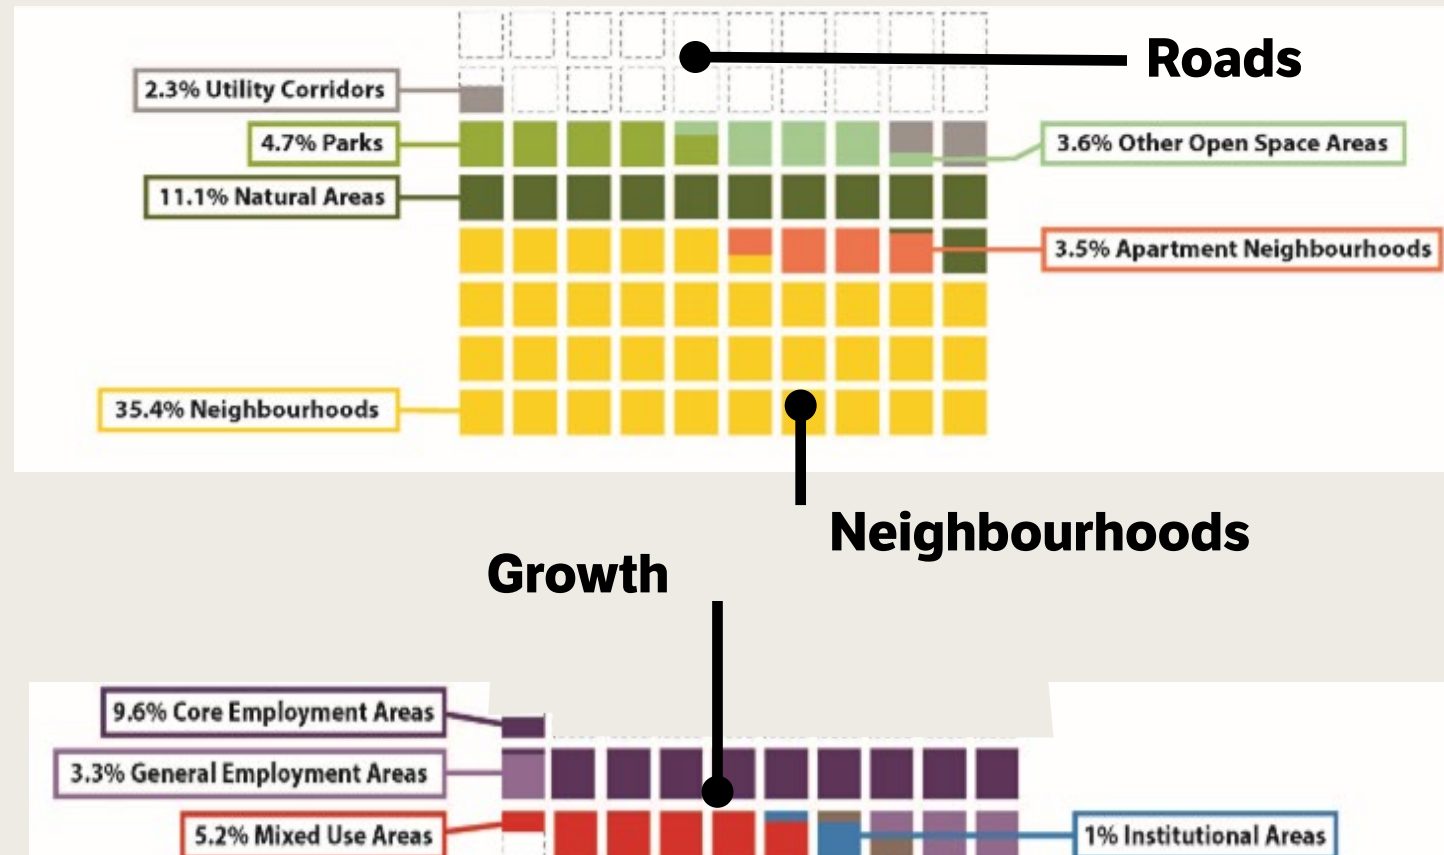 Roads
2.3% Utility Corridors
4.7% Parks
3.6% Other Open Space Areas
11.1% Natural Areas
3.5% Apartment Neighbourhoods
35.4% Neighbourhoods
Neighbourhoods
Growth
9.6% Core Employment Areas
3.3% General Employment Areas
5.2% Mixed Use Areas
1% Institutional Areas